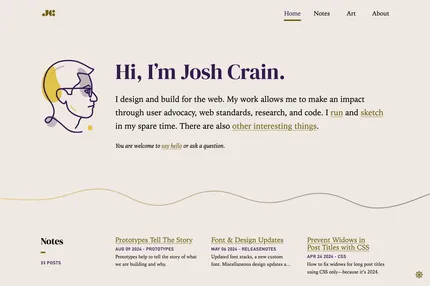 JC
Home Notes Art About
Hi, I’m Josh Crain.
I design and build for the web. My work allows me to make an impact
through user advocacy, web standards, research, and code. I run and sketch
in my spare time. There are also other interesting things.
You are welcome to say hello or ask a question.
Notes
33 POSTS
Prototypes Tell The Story
AUG 09 2024 · PROTOTYPES
Prototypes help to tell the story of what
we are building and why.
Font & Design Updates
MAY 06 2024 · RELEASENOTES
Updated font stacks, a new custom
font. Miscellaneous design updates a…
Prevent Widows in
Post Titles with CSS
APR 24 2024 · CSS
How to fix widows for long post titles
using CSS only—because it's 2024.